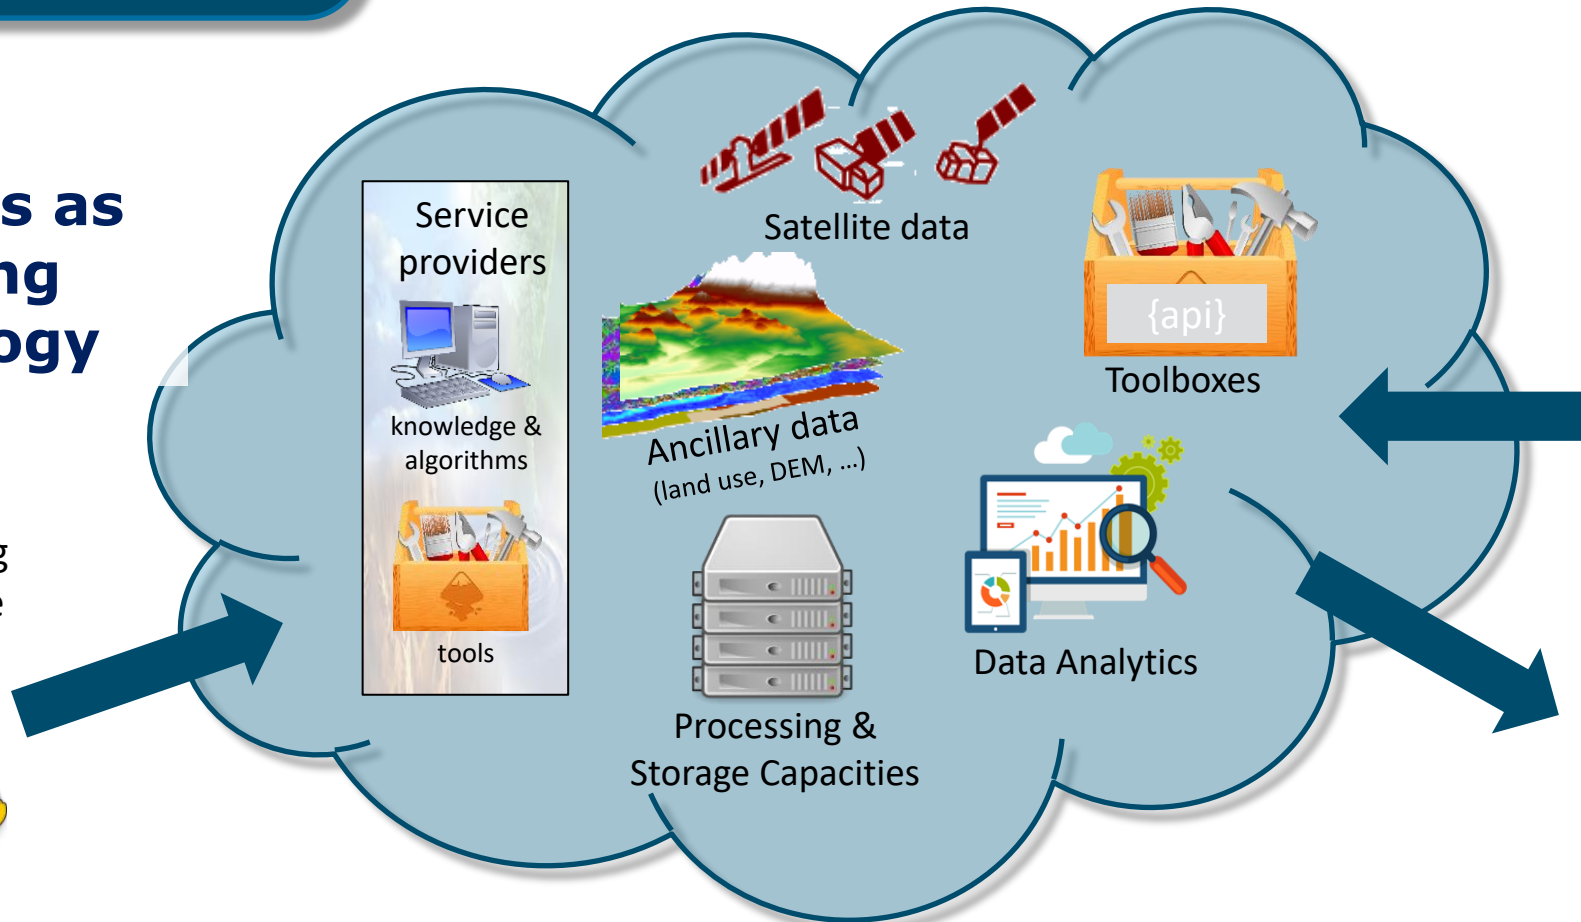 s as
ng
ogy
g
e
Service
providers
knowledge &
algorithms
tools
Satellite data
Ancillary data
(land use, DEM, ...)
Processing &
Storage Capacities
{api}
Toolboxes
Data Analytics